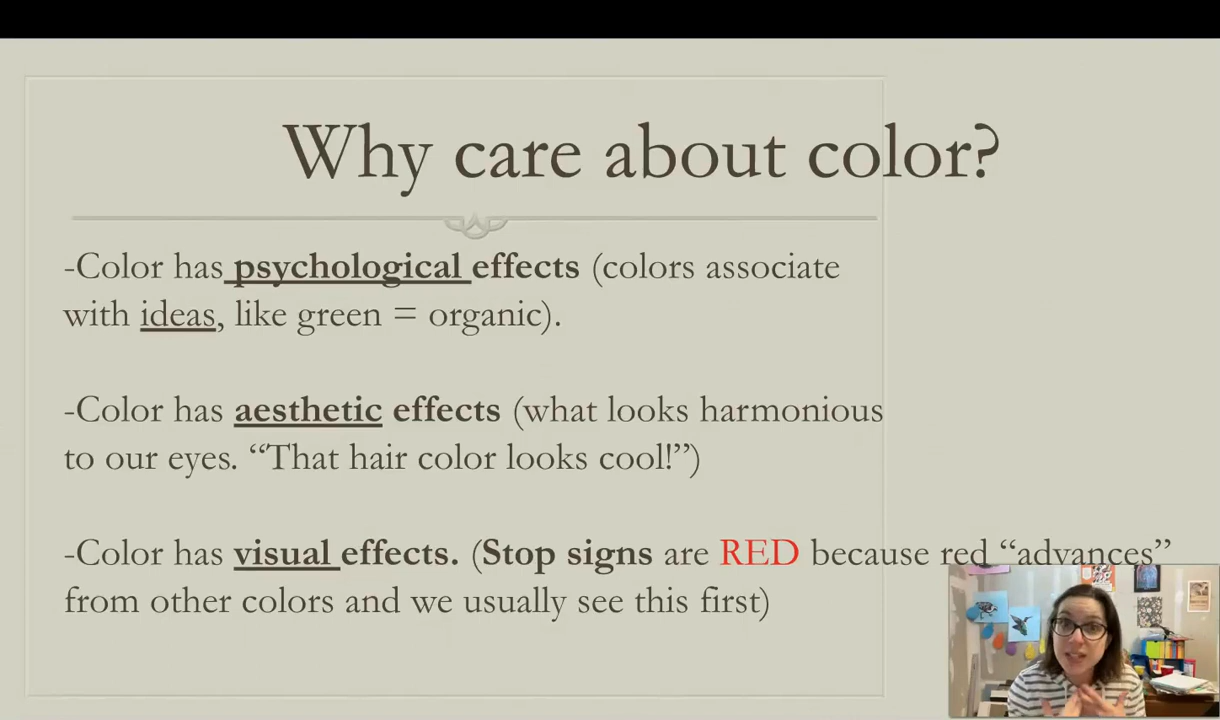 Why care about color?
-Color has psychological effects (colors associate
with ideas, like green = organic).
-Color has aesthetic effects (what looks harmonious
to our eyes. “That hair color looks cool!”)
-Color has visual effects. (Stop signs are RED because red “advances”
from other colors and we usually see this first)